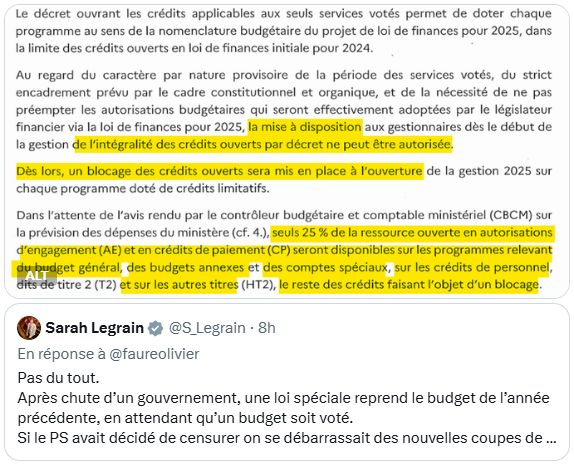 Le décret ouvrant les crédits applicables aux seuls services votés permet de doter chaque
programme au sens de la nomenclature budgétaire du projet de loi de finances pour 2025, dans
la limite des crédits ouverts en loi de finances initiale pour 2024.
Au regard du caractère par nature provisoire de la période des services votés, du strict
encadrement prévu par le cadre constitutionnel et organique, et de la nécessité de ne pas
préempter les autorisations budgétaires qui seront effectivement adoptées par le législateur
financier via la loi de finances pour 2025, la mise à disposition aux gestionnaires dès le début de
la gestion de l'intégralité des crédits ouverts par décret ne peut être autorisée.
Dès lors, un blocage des crédits ouverts sera mis en place à l'ouverture de la gestion 2025 sur
chaque programme doté de crédits limitatifs.
Dans l'attente de l'avis rendu par le contrôleur budgétaire et comptable ministériel (CBCM) sur
la prévision des dépenses du ministère (cf. 4.), seuls 25 % de la ressource ouverte en autorisations
d'engagement (AE) et en crédits de paiement (CP) seront disponibles sur les programmes relevant
du budget général, des budgets annexes et des comptes spéciaux, sur les crédits de personnel,
dits de titre 2 (T2) et sur les autres titres (HT2), le reste des crédits faisant l'objet d'un blocage.
ALT
Sarah Legrain @S_Legrain · 8h
En réponse à @faureolivier
Pas du tout.
Après chute d’un gouvernement, une loi spéciale reprend le budget de l’année
précédente, en attendant qu’un budget soit voté.
Si le PS avait décidé de censurer on se débarrassait des nouvelles coupes de ...